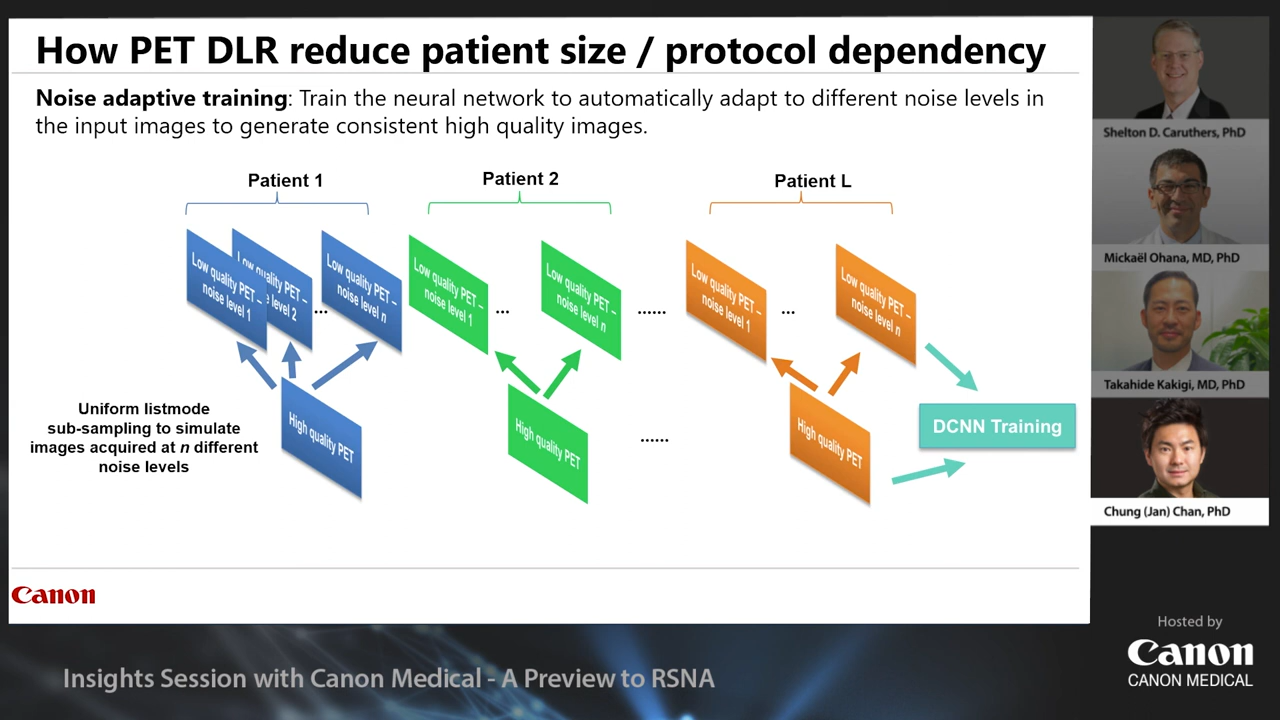 How PET DLR reduce patient size / protocol dependency
Noise adaptive training: Train the neural network to automatically adapt to different noise levels in
the input images to generate consistent high quality images.
Patient 1
Patient 2
Patient L
Low quality PET –
noise level 1
Low quality PET –
level 2
...
Low quality PET –
noise level n
Low quality PET –
noise level 1
...
Low quality PET –
noise level n
......
Low quality PET –
noise level 1
...
Low quality PET –
noise level n
Uniform listmode
sub-sampling to simulate
images acquired at n different
noise levels
High quality PET
High quality PET
......
High quality PET
DCNN Training
Canon
Shelton D. Caruthers, PhD
Mickaël Ohana, MD, PhD
Takahide Kakigi, MD, PhD
Chung (Jan) Chan, PhD
Insights Session with Canon Medical - A Preview to RSNA
Hosted by
Canon
CANON MEDICAL